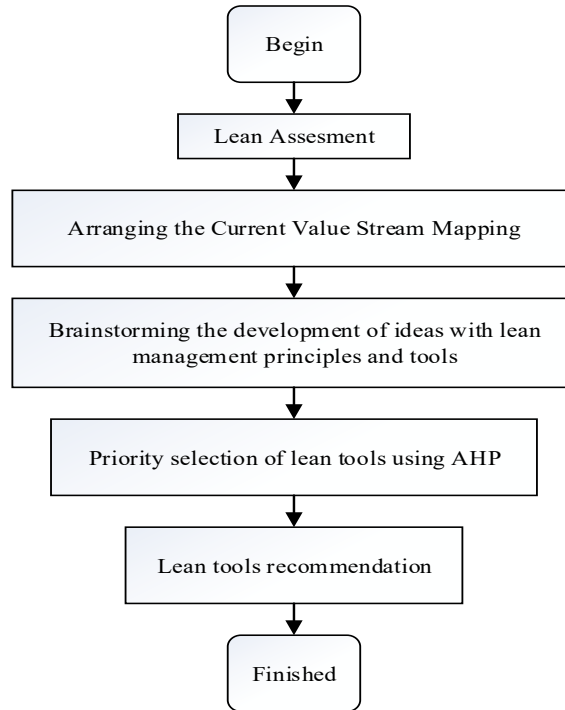 Begin
Lean Assesment
Arranging the Current Value Stream Mapping
Brainstorming the development of ideas with lean
management principles and tools
Priority selection of lean tools using AHP
Lean tools recommendation
Finished